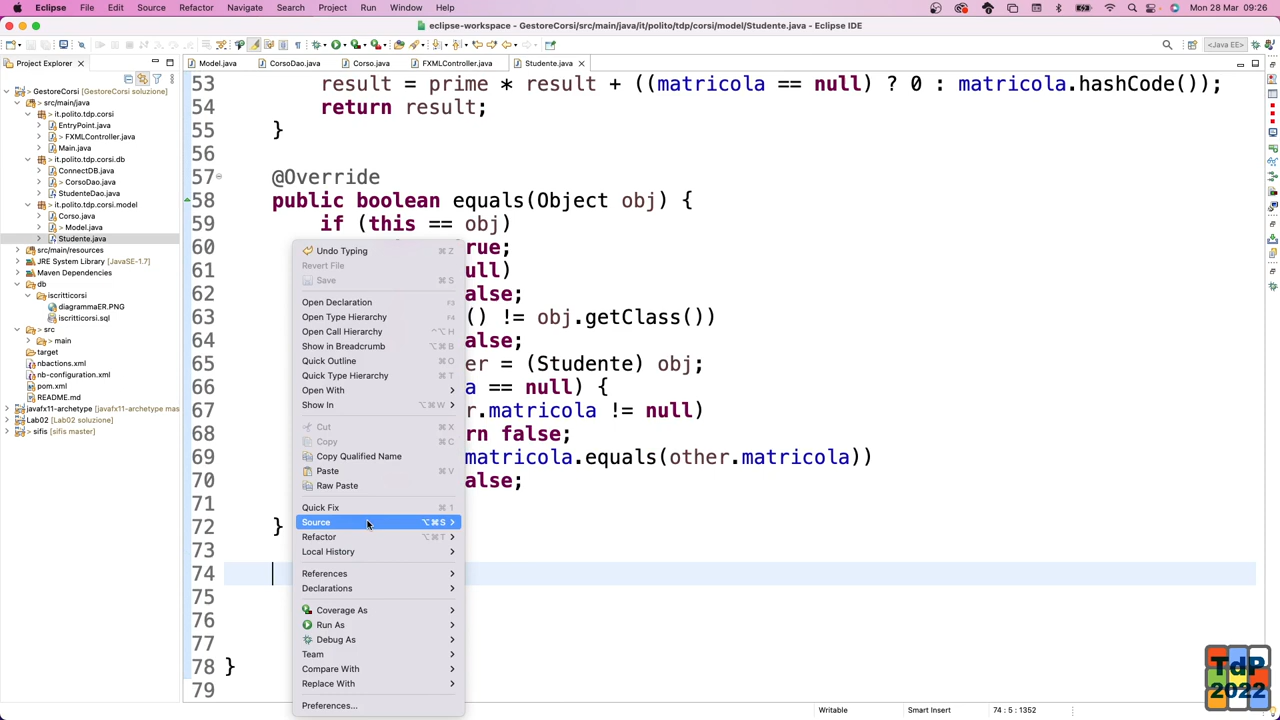 Eclipse File Edit Source Refactor Navigate Search Project Run Window Help Mon 28 Mar 09:26
eclipse-workspace - GestoreCorsi/src/main/java/it/polito/tdp/corsi/model/Studente.java - Eclipse IDE
<Java EE>
Project Explorer
Model.java CorsoDao.java Corso.java FXMLController.java Studente.java
GestoreCorsi [GestoreCorsi soluzione]
> src/main/java
it.polito.tdp.corsi
EntryPoint.java
> FXMLController.java
Main.java
> it.polito.tdp.corsi.db
ConnectDB.java
> CorsoDao.java
StudenteDao.java
> it.polito.tdp.corsi.model
Corso.java
> Model.java
Studente.java
src/main/resources
JRE System Library [JavaSE-1.7]
Maven Dependencies
db
iscritticorsi
diagrammaER.PNG
iscritticorsi.sql
> src
> main
target
nbactions.xml
nb-configuration.xml
pom.xml
README.md
javafx11-archetype [javafx11-archetype mas
Lab02 [Lab02 soluzione]
> sifis [sifis master]
53 result = prime * result + ((matricola == null) ? 0 : matricola.hashCode());
54 return result;
55 }
56
57 @Override
58 public boolean equals(Object obj) {
59 if (this == obj)
60 rue;
61 ull)
62 alse;
63 () != obj.getClass())
64 alse;
65 er = (Studente) obj;
66 a == null) {
67 r.matricola != null)
68 rn false;
69 matricola.equals(other.matricola))
70 alse;
71
72 }
73
74
75
76
77
78 }
79
Undo Typing ⌘Z
Revert File
Save ⌘S
Open Declaration F3
Open Type Hierarchy F4
Open Call Hierarchy ⌃⌥H
Show in Breadcrumb ⌥⌘B
Quick Outline ⌘O
Quick Type Hierarchy ⌘T
Open With
Show In ⌥⌘W
Cut ⌘X
Copy ⌘C
Copy Qualified Name
Paste ⌘V
Raw Paste
Quick Fix ⌘1
Source ⌥⌘S
Refactor ⌥⌘T
Local History
References
Declarations
Coverage As
Run As
Debug As
Team
Compare With
Replace With
Preferences...
Writable Smart Insert 74 : 5 : 1352
TdP
2022